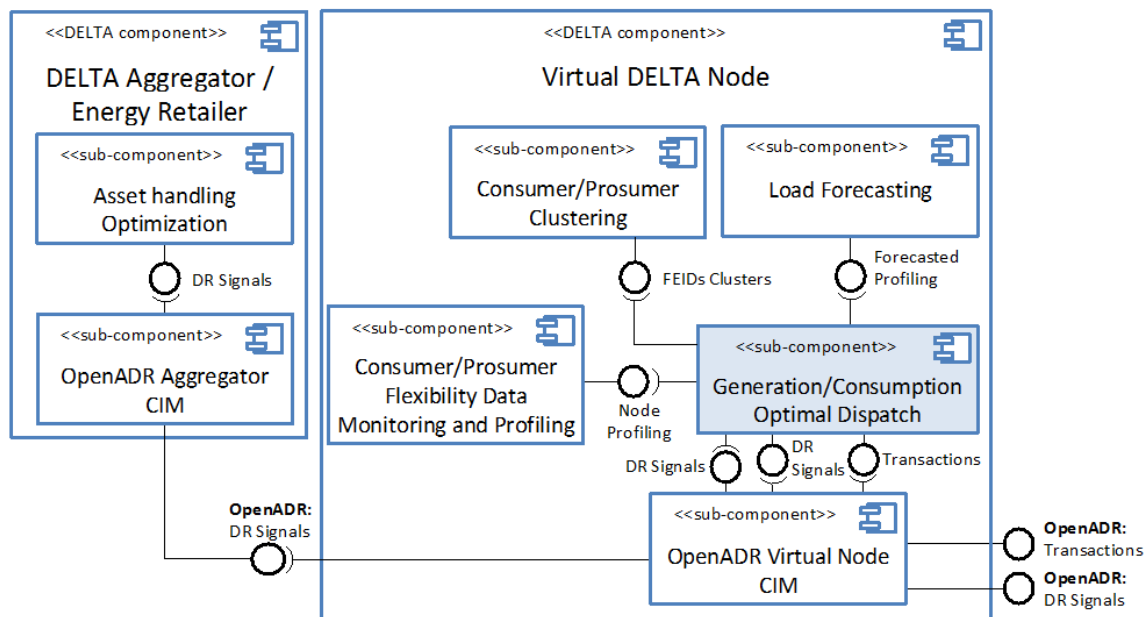 <<DELTA component>>
DELTA Aggregator /
Energy Retailer
<<sub-component>>
Asset handling
Optimization
DR Signals
<<sub-component>>
OpenADR Aggregator
CIM
OpenADR:
DR Signals
<<DELTA component>>
Virtual DELTA Node
<<sub-component>>
Consumer/Prosumer
Clustering
<<sub-component>>
Load Forecasting
FEIDs Clusters
Forecasted
Profiling
<<sub-component>>
Consumer/Prosumer
Flexibility Data
Monitoring and Profiling
Node
Profiling
<<sub-component>>
Generation/Consumption
Optimal Dispatch
DR Signals
DR
Signals
Transactions
<<sub-component>>
OpenADR Virtual Node
CIM
OpenADR:
Transactions
OpenADR:
DR Signals